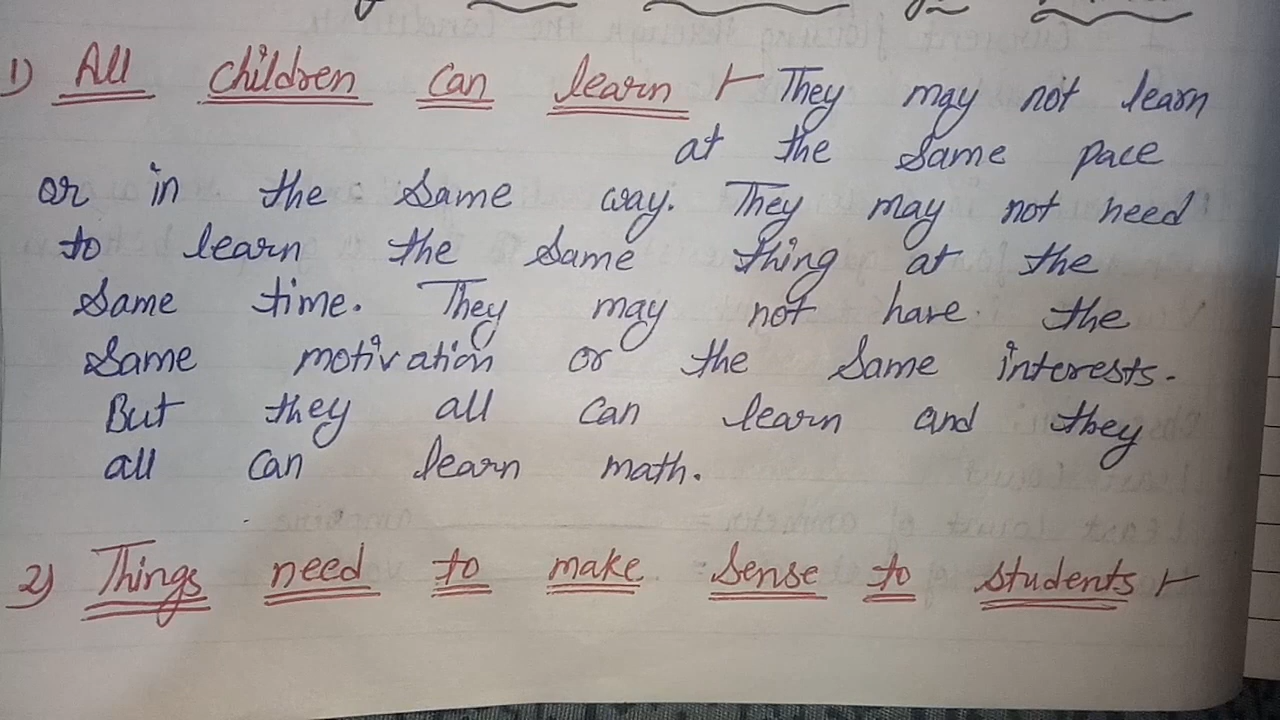 1) All children can learn :- They may not learn
at the same pace
or in the same way. They may not need
to learn the same thing at the
same time. They may not have the
same motivation or the same interests.
But they all can learn and they
all can learn math.
2) Things need to make sense to students :-